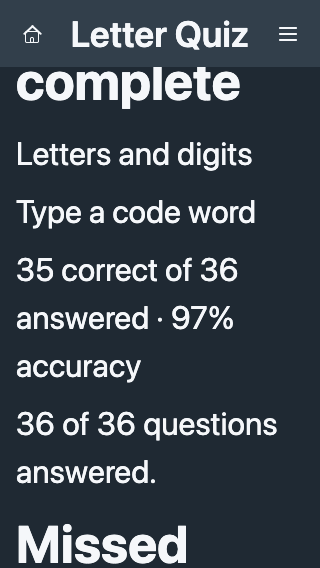 Letter Quiz
complete
Letters and digits
Type a code word
35 correct of 36
answered · 97%
accuracy
36 of 36 questions
answered.
Missed